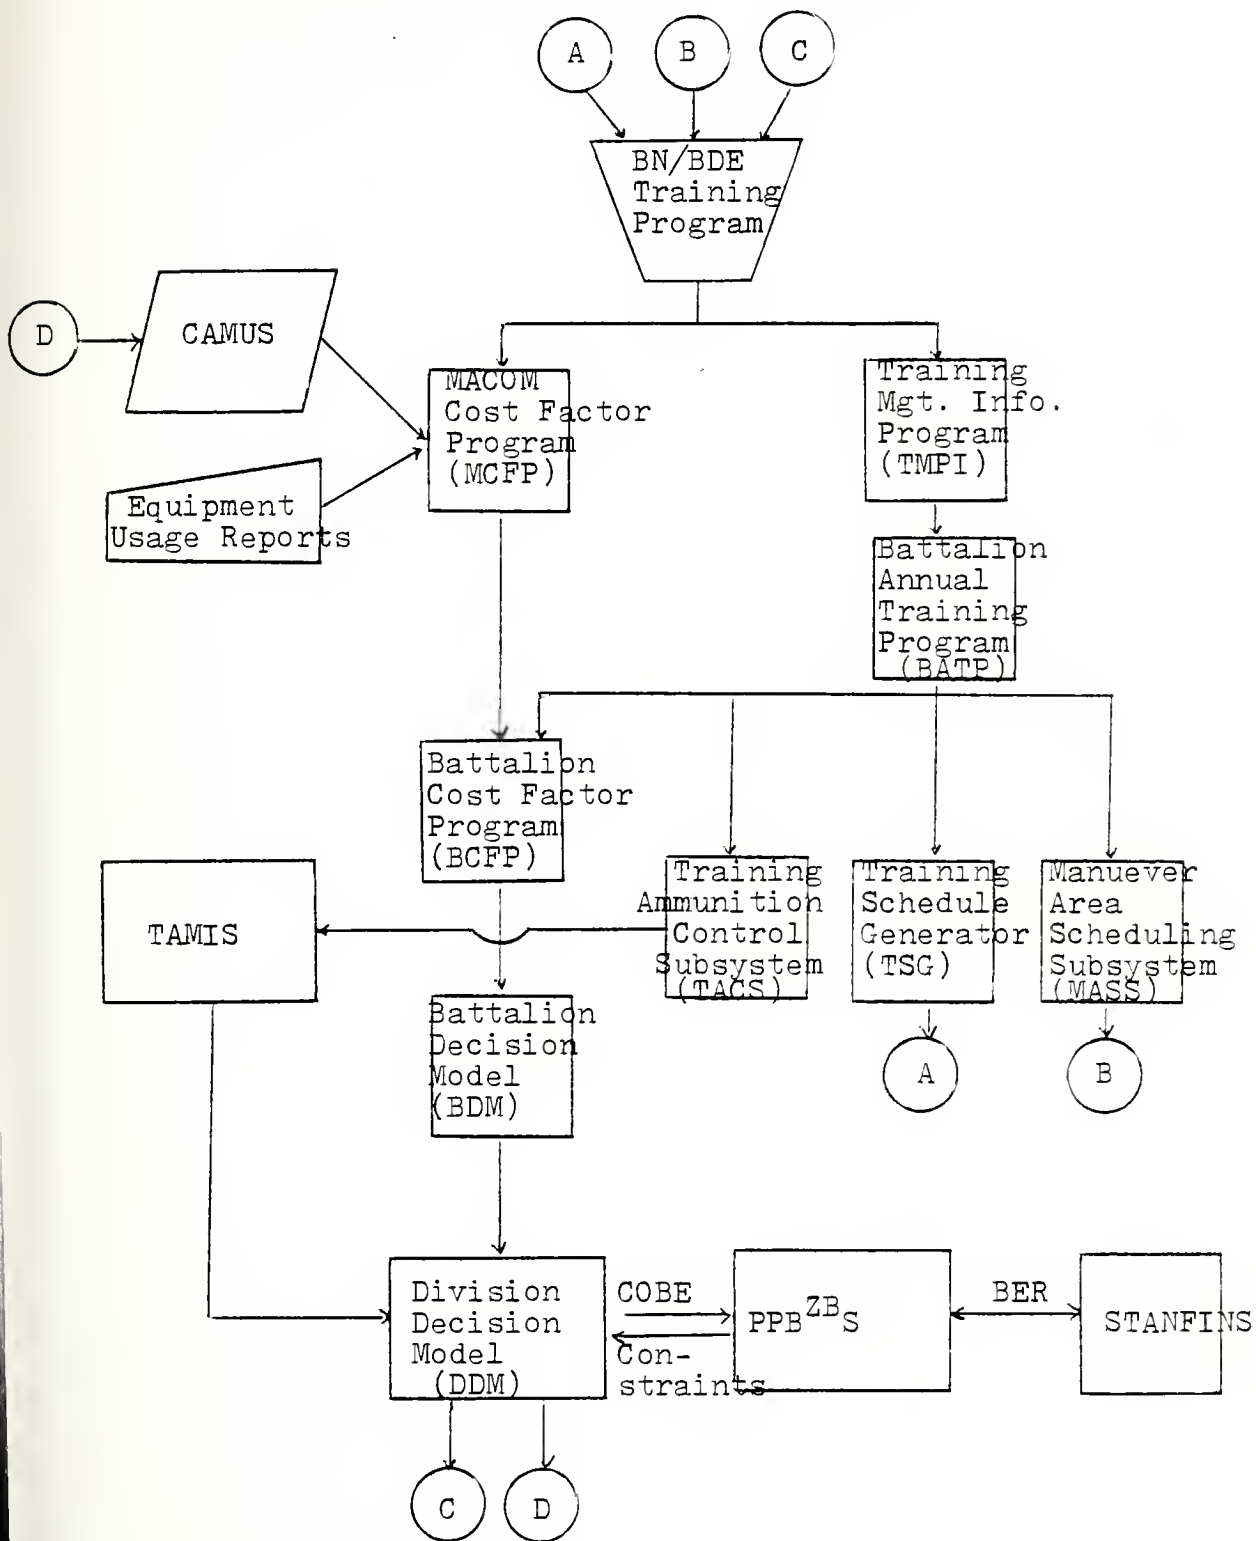 A
B
C
BN/BDE
Training
Program
D
CAMUS
MACOM
Cost Factor
Program
(MCFP)
Training
Mgt. Info.
Program
(TMPI)
Equipment
Usage Reports
Battalion
Annual
Training
Program
(BATP)
Battalion
Cost Factor
Program
(BCFP)
TAMIS
Training
Ammunition
Control
Subsystem
(TACS)
Training
Schedule
Generator
(TSG)
Manuever
Area
Scheduling
Subsystem
(MASS)
Battalion
Decision
Model
(BDM)
A
B
Division
Decision
Model
(DDM)
COBE
Con-
straints
PPB^ZB S
BER
STANFINS
C
D